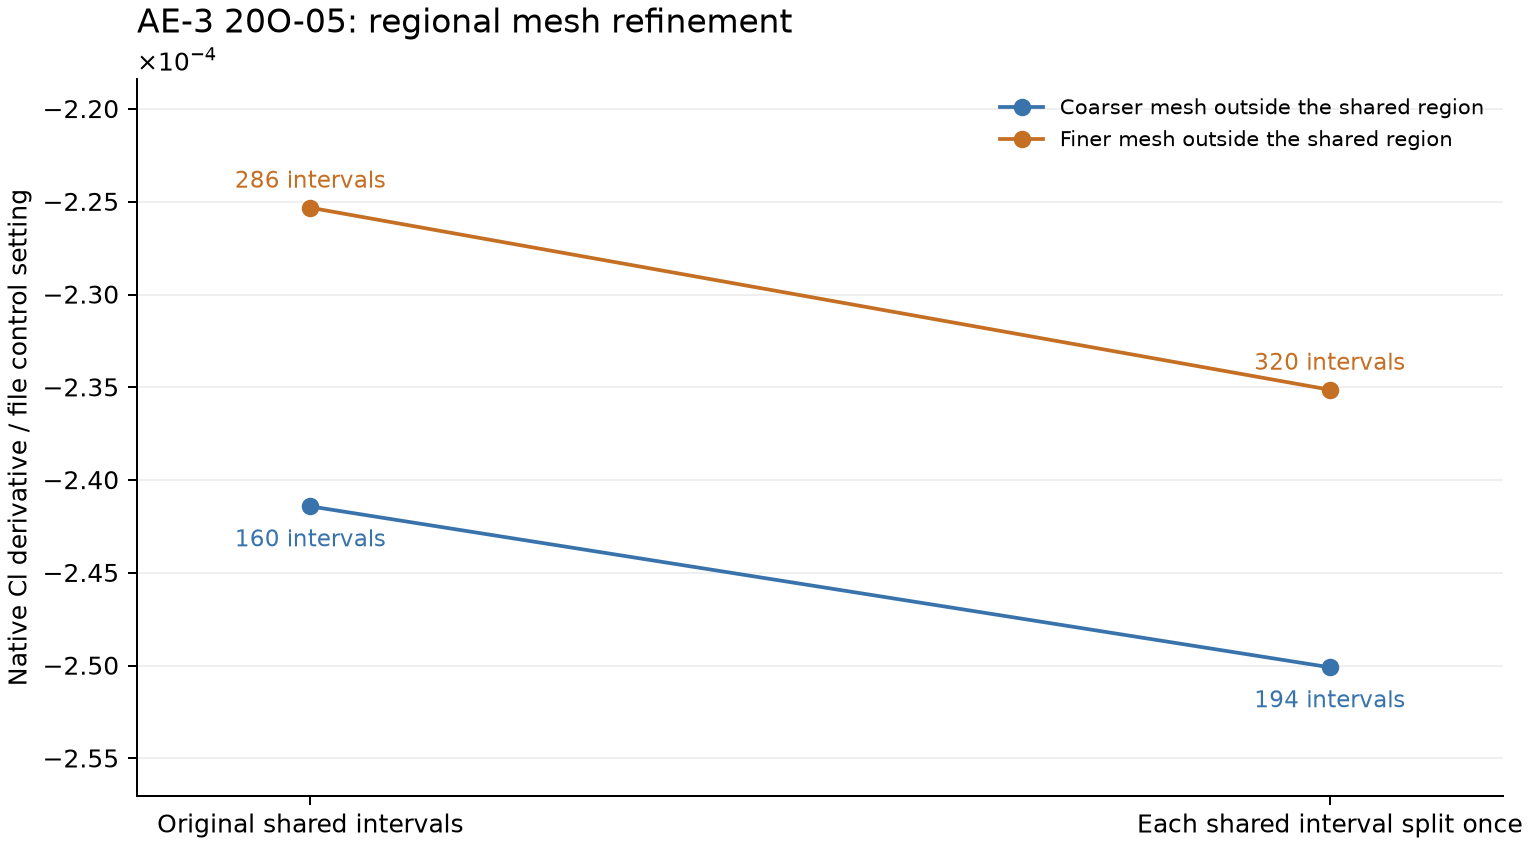 AE-3 20O-05: regional mesh refinement
×10⁻⁴
Native Cl derivative / file control setting
−2.20
−2.25
−2.30
−2.35
−2.40
−2.45
−2.50
−2.55
Coarser mesh outside the shared region
Finer mesh outside the shared region
286 intervals
320 intervals
160 intervals
194 intervals
Original shared intervals
Each shared interval split once